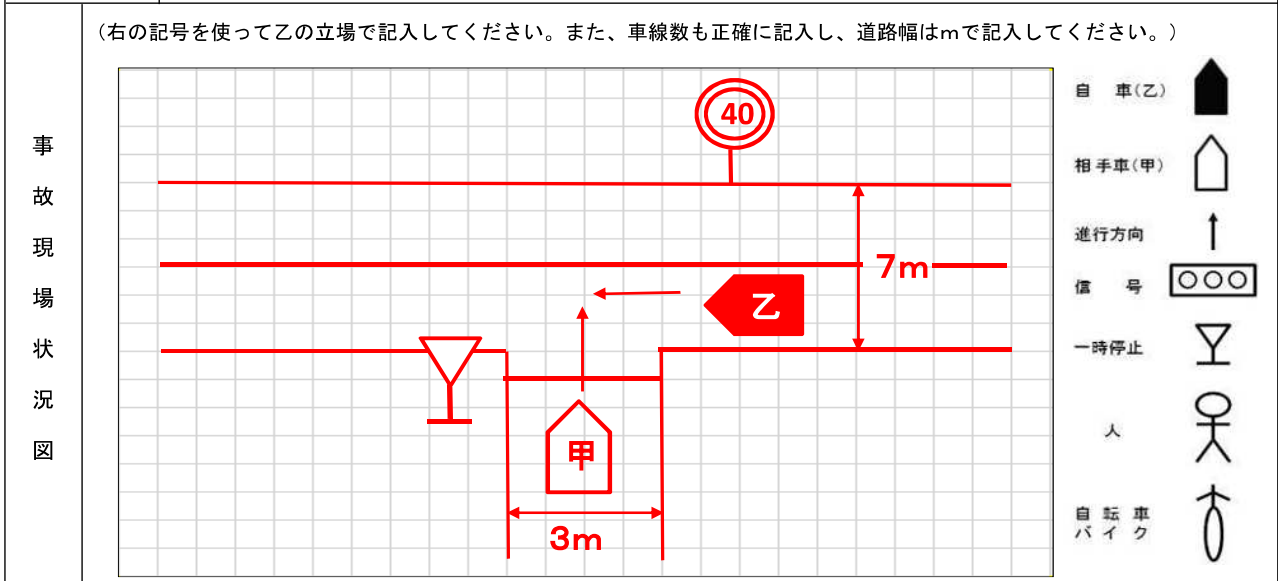 (右の記号を使って乙の立場で記入してください。また、車線数も正確に記入し、道路幅はmで記入してください。)
事故現場状況図
40
7m
乙
甲
3m
自 車(乙)
相手車(甲)
進行方向
信 号
一時停止
人
自転車
バイク